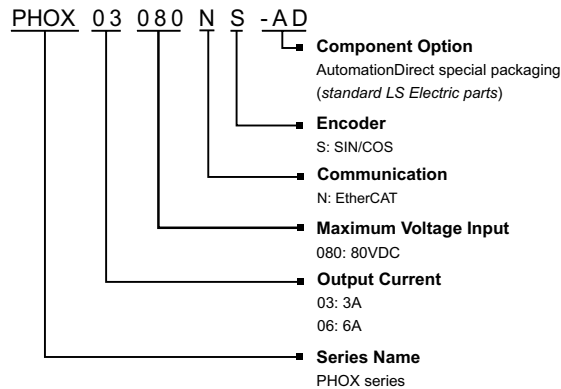 PHOX 03 080 N S -AD
Component Option
AutomationDirect special packaging
(standard LS Electric parts)
Encoder
S: SIN/COS
Communication
N: EtherCAT
Maximum Voltage Input
080: 80VDC
Output Current
03: 3A
06: 6A
Series Name
PHOX series